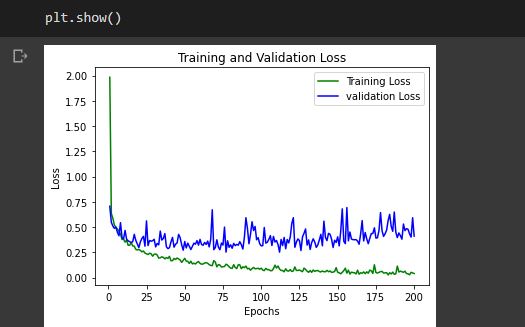 plt.show()
Training and Validation Loss
2.00
Training Loss
validation Loss
1.75
1.50
1.25
1.00
Loss
0.75
0.50
0.25
0.00
0 25 50 75 100 125 150 175 200
Epochs